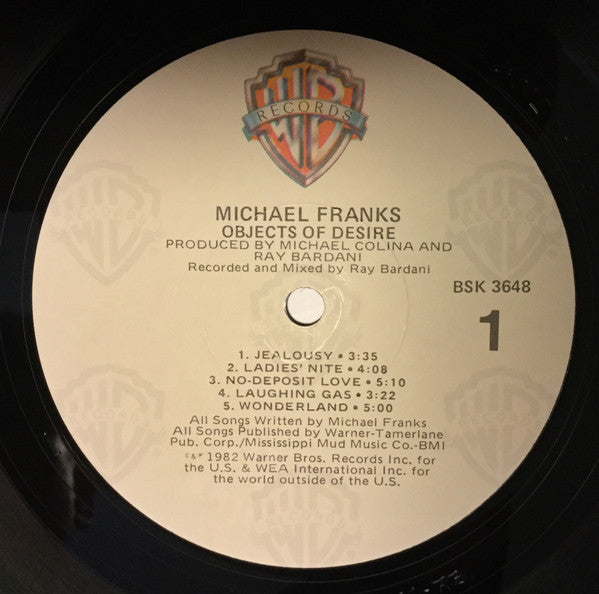 WB
RECORDS
MICHAEL FRANKS
OBJECTS OF DESIRE
PRODUCED BY MICHAEL COLINA AND
RAY BARDANI
Recorded and Mixed by Ray Bardani
BSK 3648
1
1. JEALOUSY • 3:35
2. LADIES' NITE • 4:08
3. NO-DEPOSIT LOVE • 5:10
4. LAUGHING GAS • 3:22
5. WONDERLAND • 5:00
All Songs Written by Michael Franks
All Songs Published by Warner-Tamerlane
Pub. Corp./Mississippi Mud Music Co.-BMI
©&℗ 1982 Warner Bros. Records Inc. for
the U.S. & WEA International Inc. for
the world outside of the U.S.